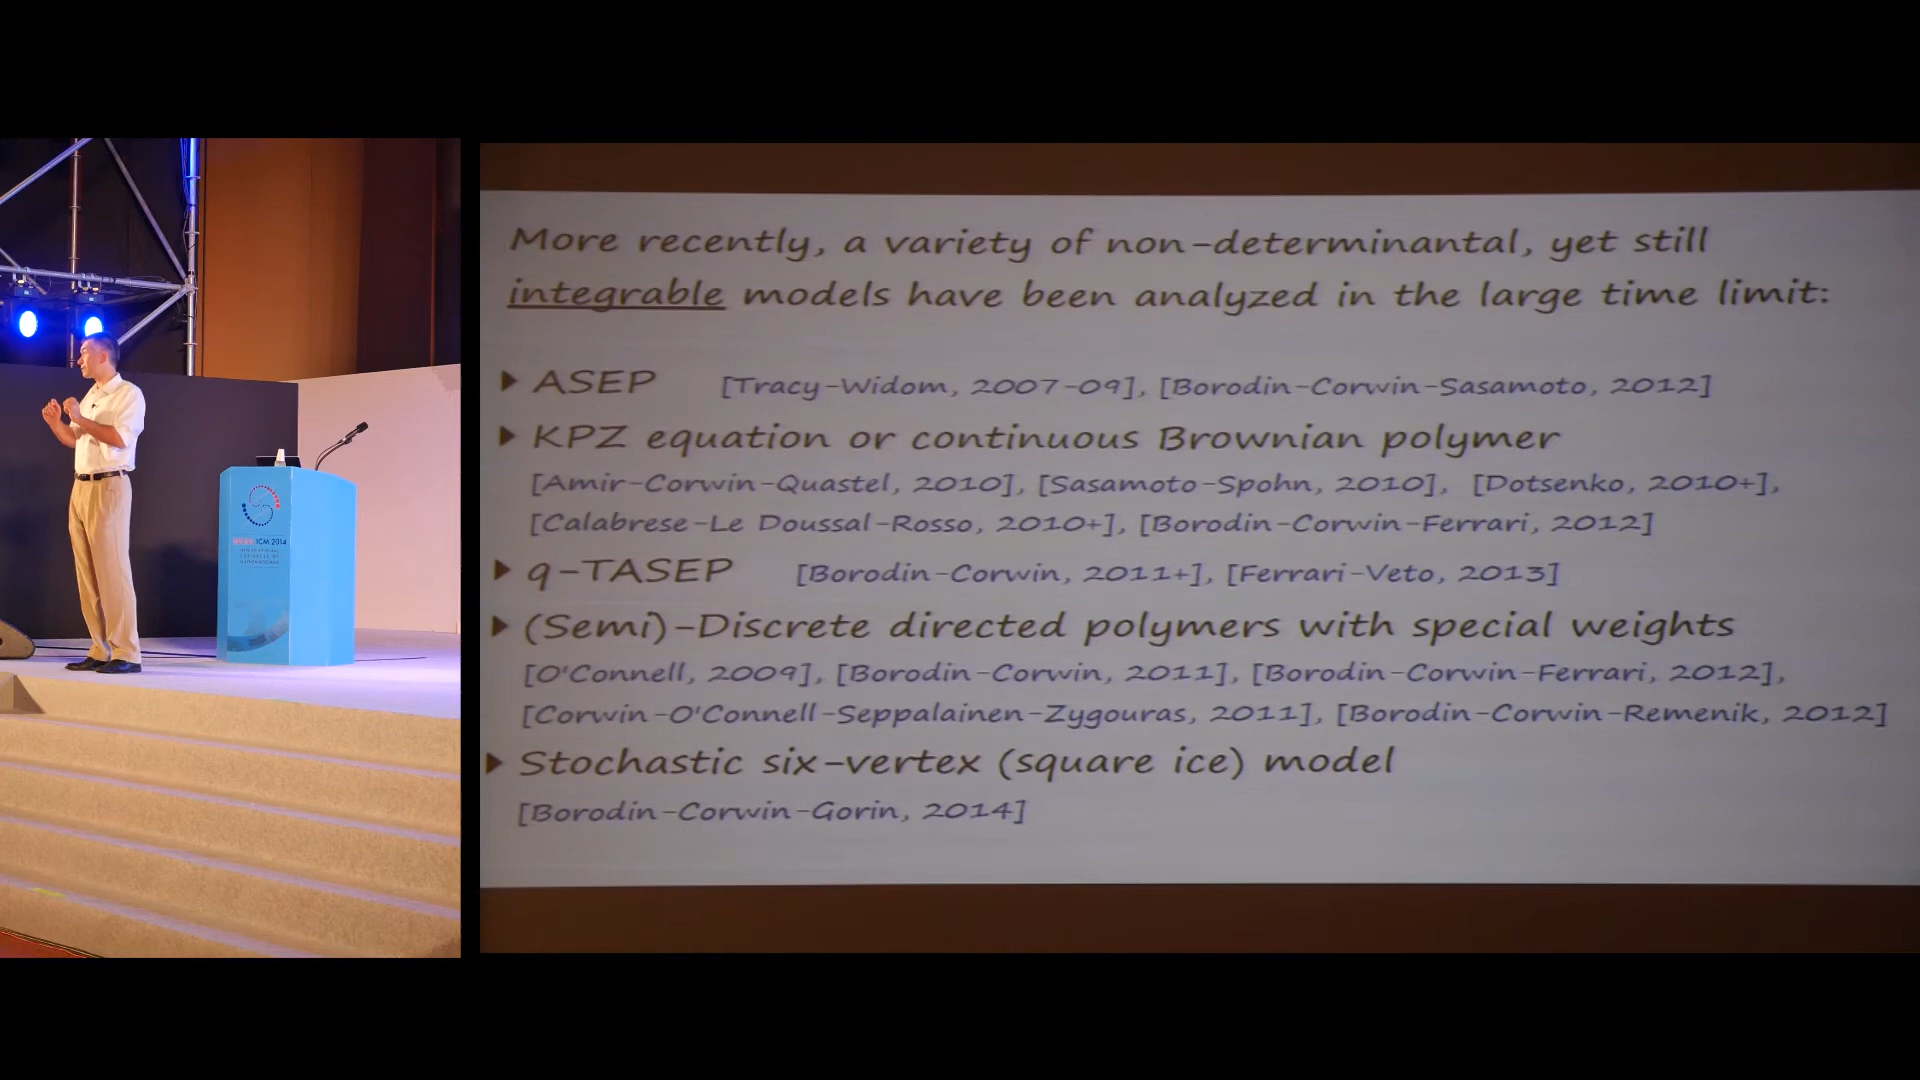 More recently, a variety of non-determinantal, yet still
integrable models have been analyzed in the large time limit:
ASEP [Tracy-Widom, 2007-09], [Borodin-Corwin-Sasamoto, 2012]
KPZ equation or continuous Brownian polymer
[Amir-Corwin-Quastel, 2010], [Sasamoto-Spohn, 2010], [Dotsenko, 2010+],
[Calabrese-Le Doussal-Rosso, 2010+], [Borodin-Corwin-Ferrari, 2012]
q-TASEP [Borodin-Corwin, 2011+], [Ferrari-Veto, 2013]
(Semi)-Discrete directed polymers with special weights
[O'Connell, 2009], [Borodin-Corwin, 2011], [Borodin-Corwin-Ferrari, 2012],
[Corwin-O'Connell-Seppalainen-Zygouras, 2011], [Borodin-Corwin-Remenik, 2012]
Stochastic six-vertex (square ice) model
[Borodin-Corwin-Gorin, 2014]
ICM 2014